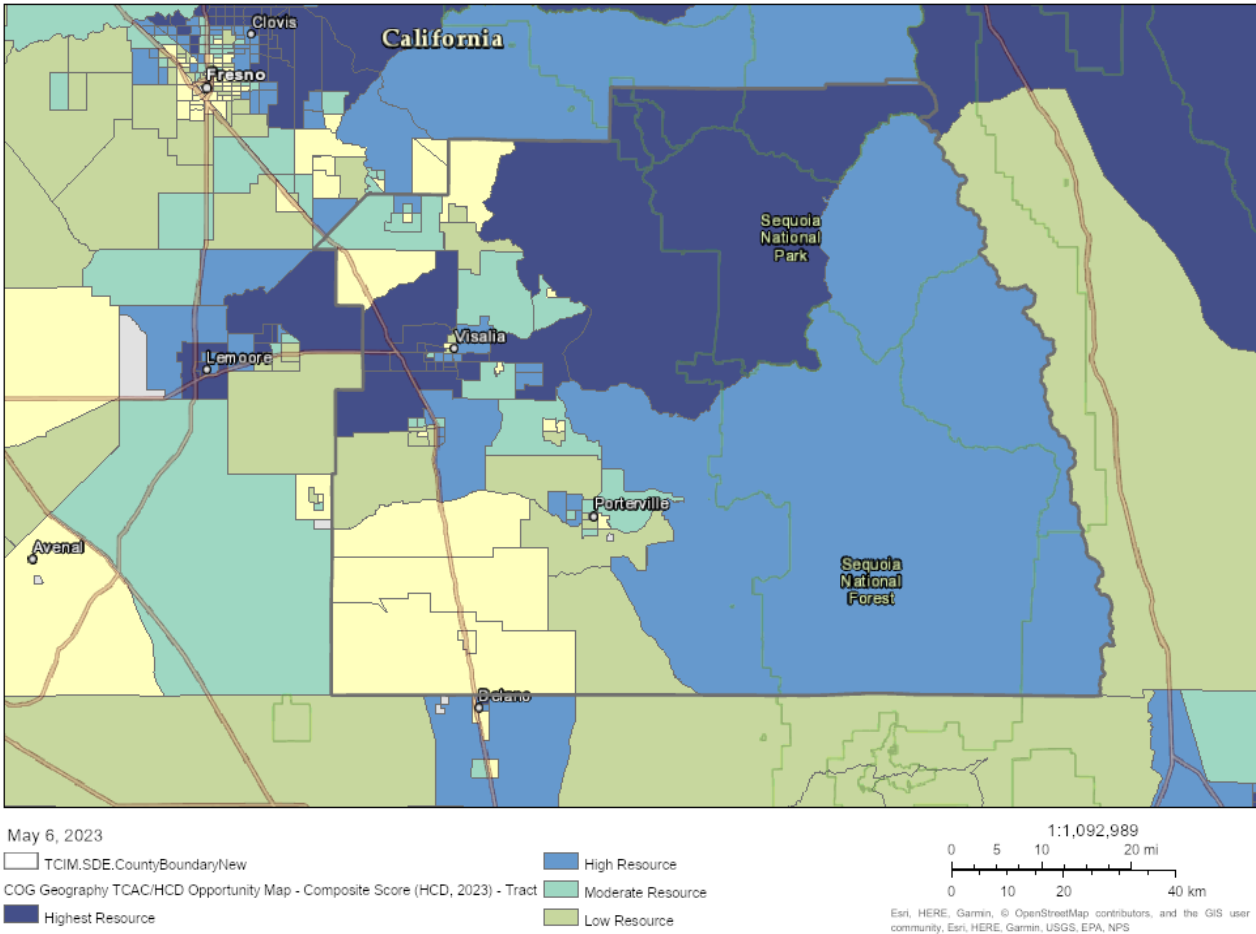 Clovis
California
Fresno
Sequoia
National
Park
Visalia
Lemoore
Porterville
Avenal
Sequoia
National
Forest
Delano
May 6, 2023
TCIM.SDE.CountyBoundaryNew
COG Geography TCAC/HCD Opportunity Map - Composite Score (HCD, 2023) - Tract
Highest Resource
High Resource
Moderate Resource
Low Resource
1:1,092,989
0 5 10 20 mi
0 10 20 40 km
Esri, HERE, Garmin, © OpenStreetMap contributors, and the GIS user
community, Esri, HERE, Garmin, USGS, EPA, NPS